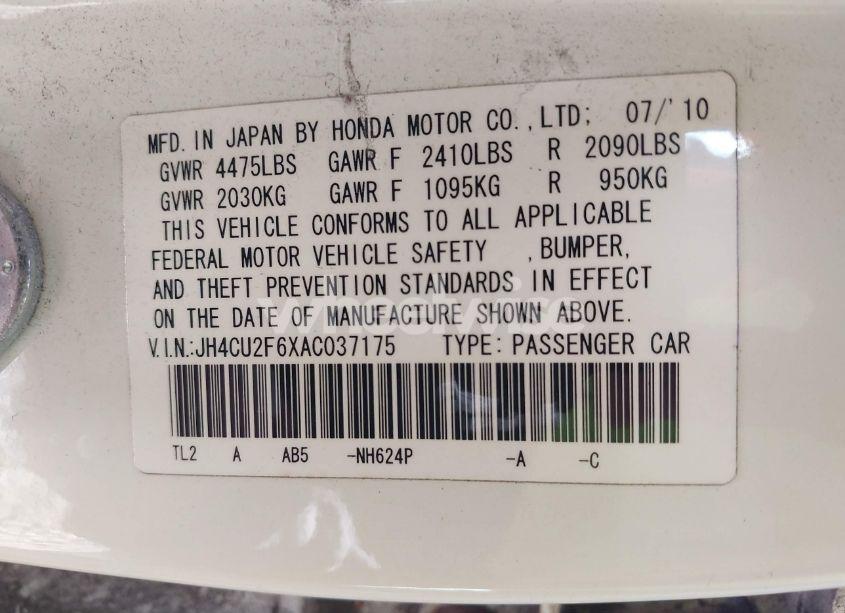 MFD. IN JAPAN BY HONDA MOTOR CO., LTD; 07/'10
GVWR 4475LBS GAWR F 2410LBS R 2090LBS
GVWR 2030KG GAWR F 1095KG R 950KG
THIS VEHICLE CONFORMS TO ALL APPLICABLE
FEDERAL MOTOR VEHICLE SAFETY , BUMPER,
AND THEFT PREVENTION STANDARDS IN EFFECT
ON THE DATE OF MANUFACTURE SHOWN ABOVE.
V.I.N.:JH4CU2F6XAC037175 TYPE: PASSENGER CAR
TL2 A AB5 -NH624P -A -C